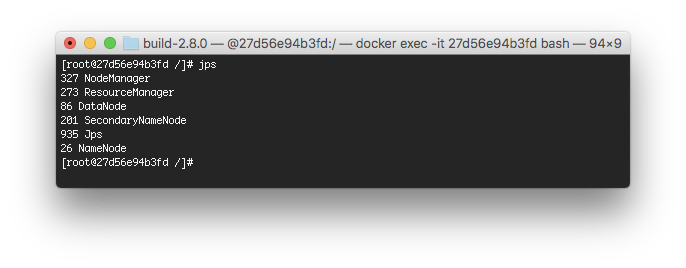 build-2.8.0 — @27d56e94b3fd:/ — docker exec -it 27d56e94b3fd bash — 94×9
[root@27d56e94b3fd /]# jps
327 NodeManager
273 ResourceManager
86 DataNode
201 SecondaryNameNode
935 Jps
26 NameNode
[root@27d56e94b3fd /]#